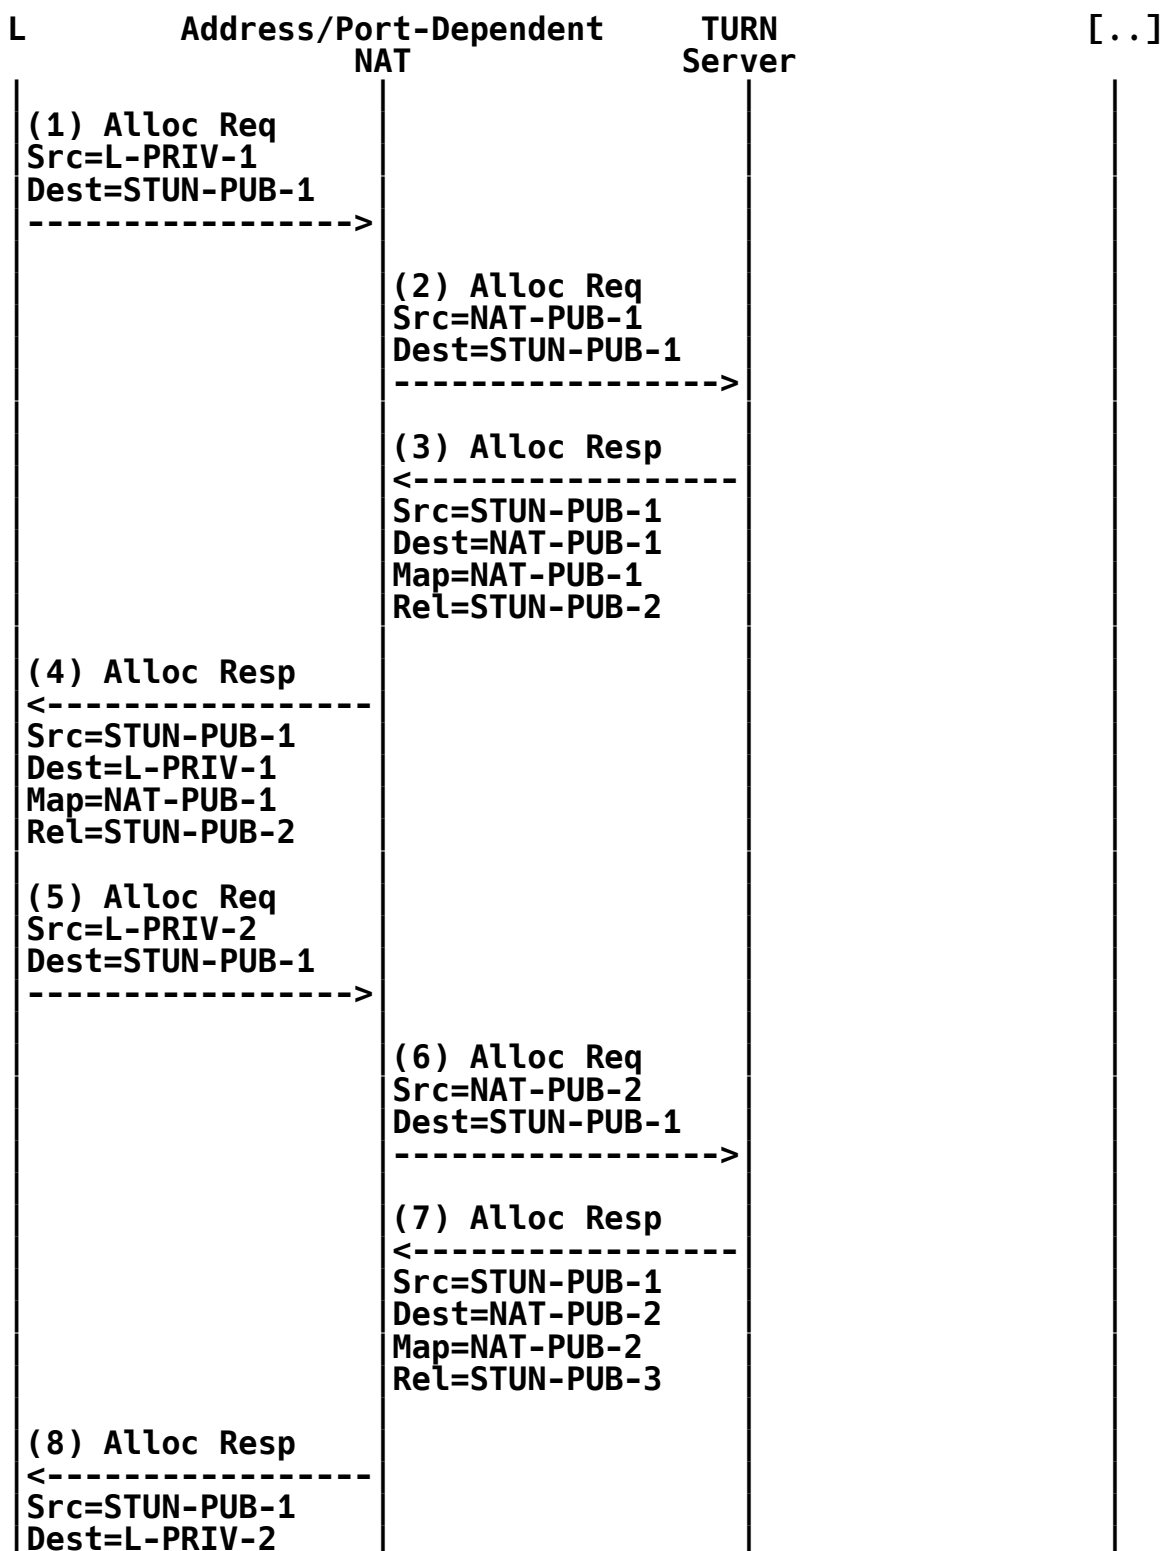 L Address/Port-Dependent TURN [..]
NAT Server
(1) Alloc Req
Src=L-PRIV-1
Dest=STUN-PUB-1
----------------->
(2) Alloc Req
Src=NAT-PUB-1
Dest=STUN-PUB-1
----------------->
(3) Alloc Resp
<-----------------
Src=STUN-PUB-1
Dest=NAT-PUB-1
Map=NAT-PUB-1
Rel=STUN-PUB-2
(4) Alloc Resp
<-----------------
Src=STUN-PUB-1
Dest=L-PRIV-1
Map=NAT-PUB-1
Rel=STUN-PUB-2
(5) Alloc Req
Src=L-PRIV-2
Dest=STUN-PUB-1
----------------->
(6) Alloc Req
Src=NAT-PUB-2
Dest=STUN-PUB-1
----------------->
(7) Alloc Resp
<-----------------
Src=STUN-PUB-1
Dest=NAT-PUB-2
Map=NAT-PUB-2
Rel=STUN-PUB-3
(8) Alloc Resp
<-----------------
Src=STUN-PUB-1
Dest=L-PRIV-2